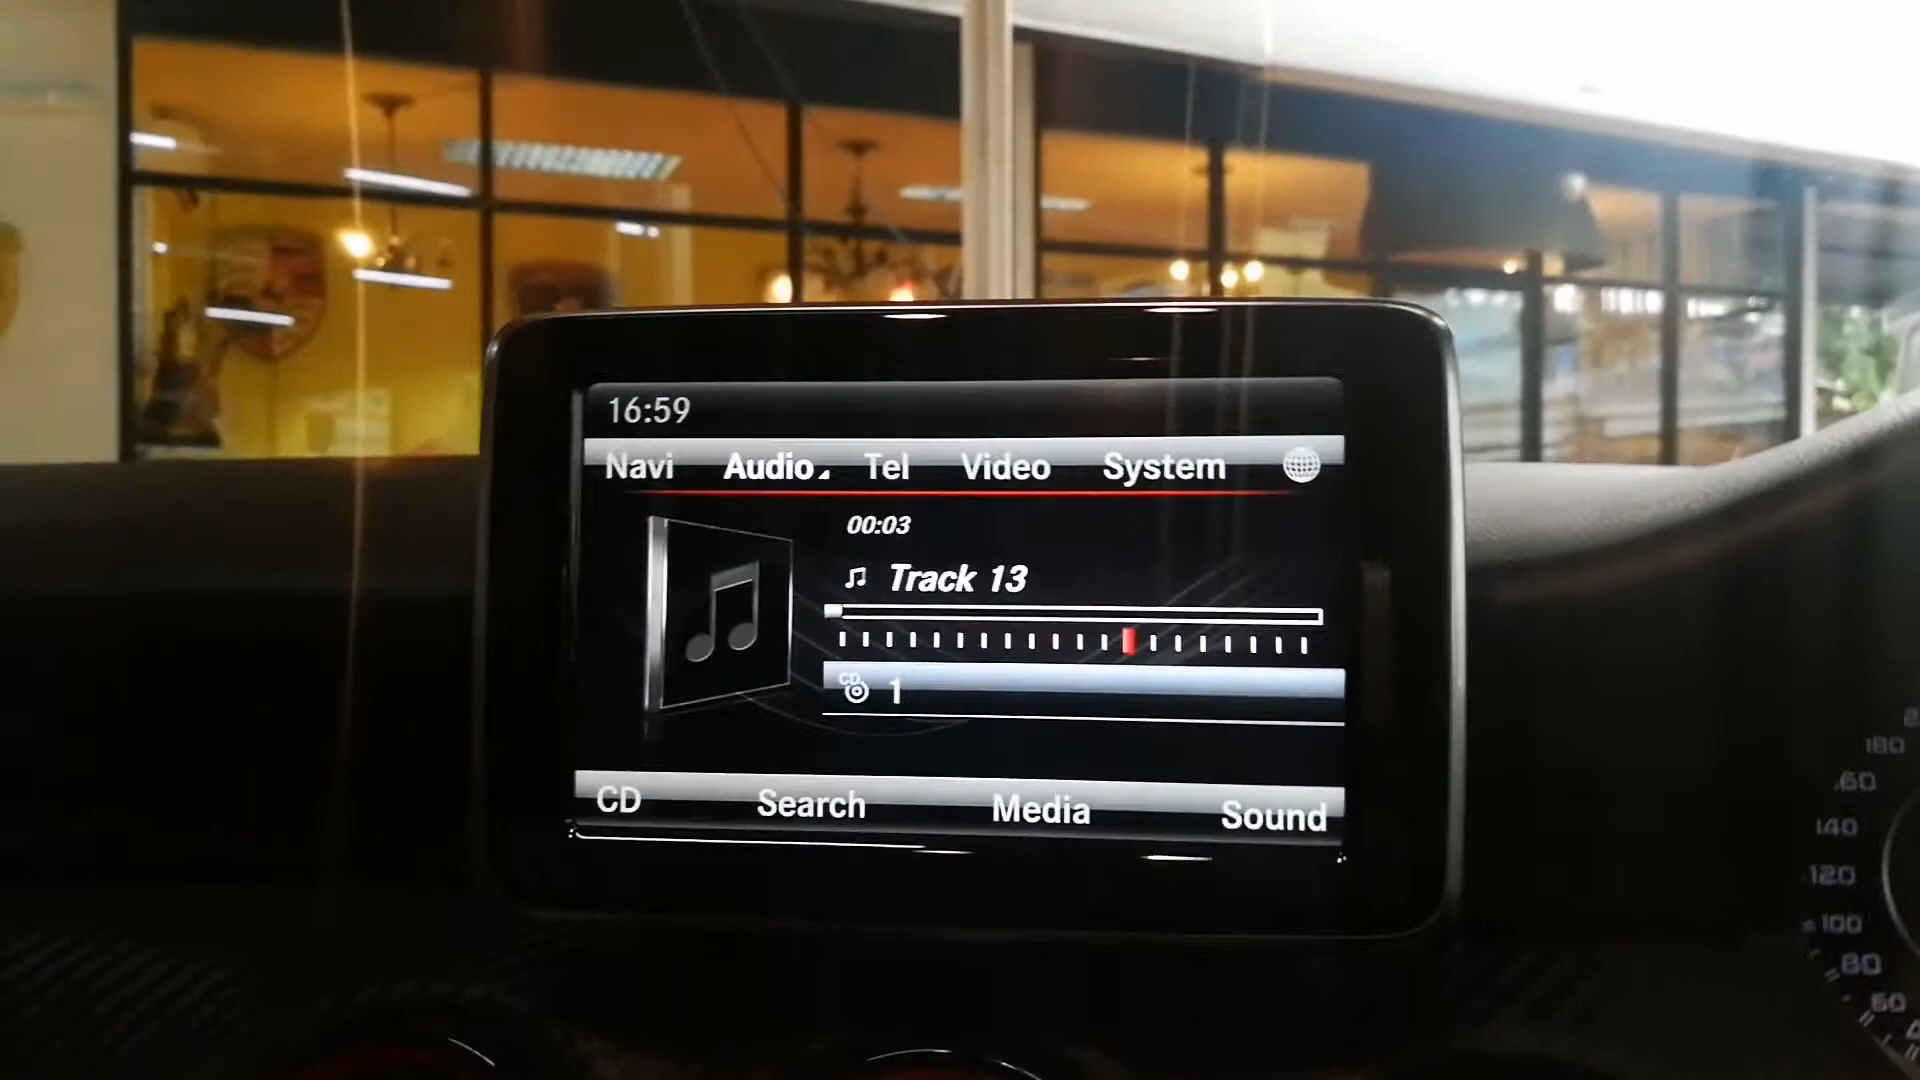 16:59
Navi Audio Tel Video System
00:03
Track 13
CD 1
CD Search Media Sound
180
160
140
120
100
80
60